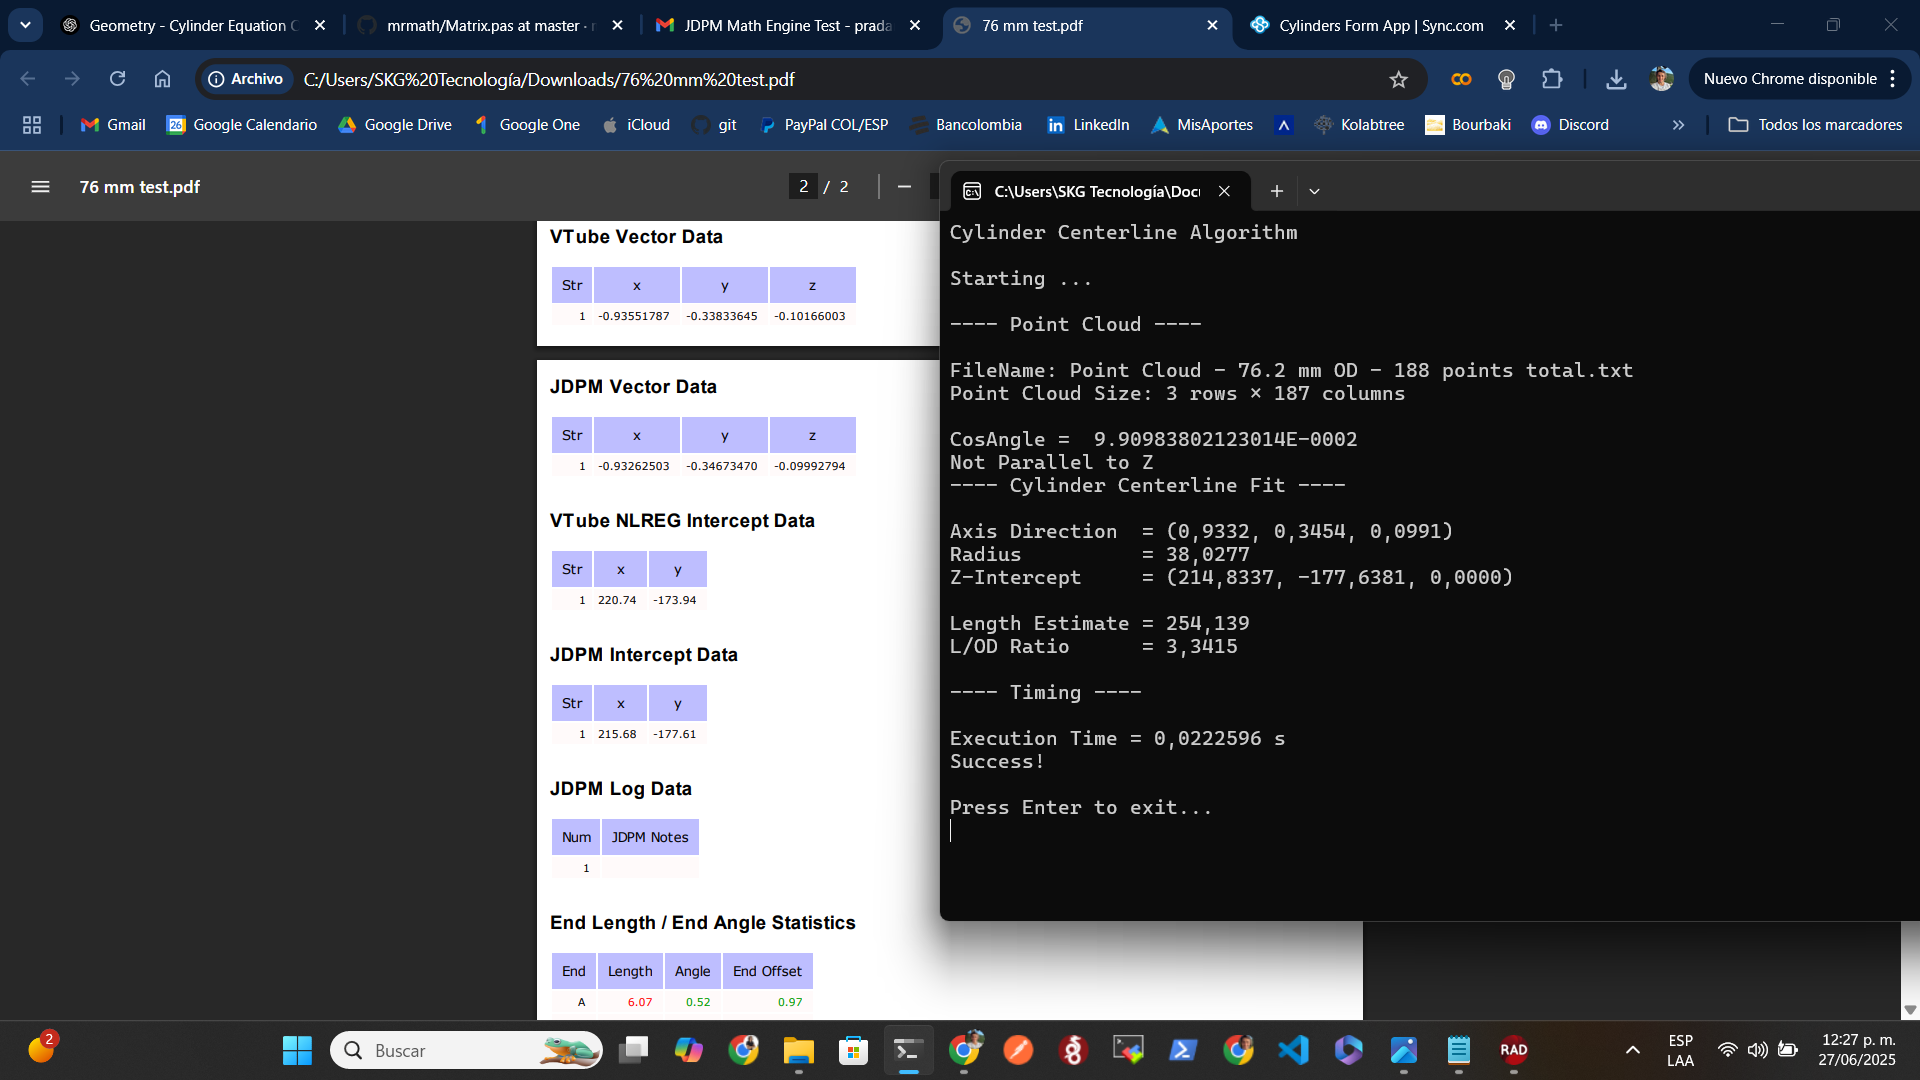 Geometry - Cylinder Equation C
mrmath/Matrix.pas at master · r
JDPM Math Engine Test - prada
76 mm test.pdf
Cylinders Form App | Sync.com
Archivo
C:/Users/SKG%20Tecnología/Downloads/76%20mm%20test.pdf
Nuevo Chrome disponible
Gmail
26
Google Calendario
Google Drive
Google One
iCloud
git
PayPal COL/ESP
Bancolombia
LinkedIn
MisAportes
Kolabtree
Bourbaki
Discord
Todos los marcadores
76 mm test.pdf
2 / 2
VTube Vector Data
Str x y z
1 -0.93551787 -0.33833645 -0.10166003
JDPM Vector Data
Str x y z
1 -0.93262503 -0.34673470 -0.09992794
VTube NLREG Intercept Data
Str x y
1 220.74 -173.94
JDPM Intercept Data
Str x y
1 215.68 -177.61
JDPM Log Data
Num JDPM Notes
1
End Length / End Angle Statistics
End Length Angle End Offset
A 6.07 0.52 0.97
C:\Users\SKG Tecnología\Doc
Cylinder Centerline Algorithm
Starting ...
---- Point Cloud ----
FileName: Point Cloud - 76.2 mm OD - 188 points total.txt
Point Cloud Size: 3 rows × 187 columns
CosAngle =  9.90983802123014E-0002
Not Parallel to Z
---- Cylinder Centerline Fit ----
Axis Direction  = (0,9332, 0,3454, 0,0991)
Radius          = 38,0277
Z-Intercept     = (214,8337, -177,6381, 0,0000)
Length Estimate = 254,139
L/OD Ratio      = 3,3415
---- Timing ----
Execution Time = 0,0222596 s
Success!
Press Enter to exit...
2
Buscar
RAD
ESP
LAA
12:27 p. m.
27/06/2025